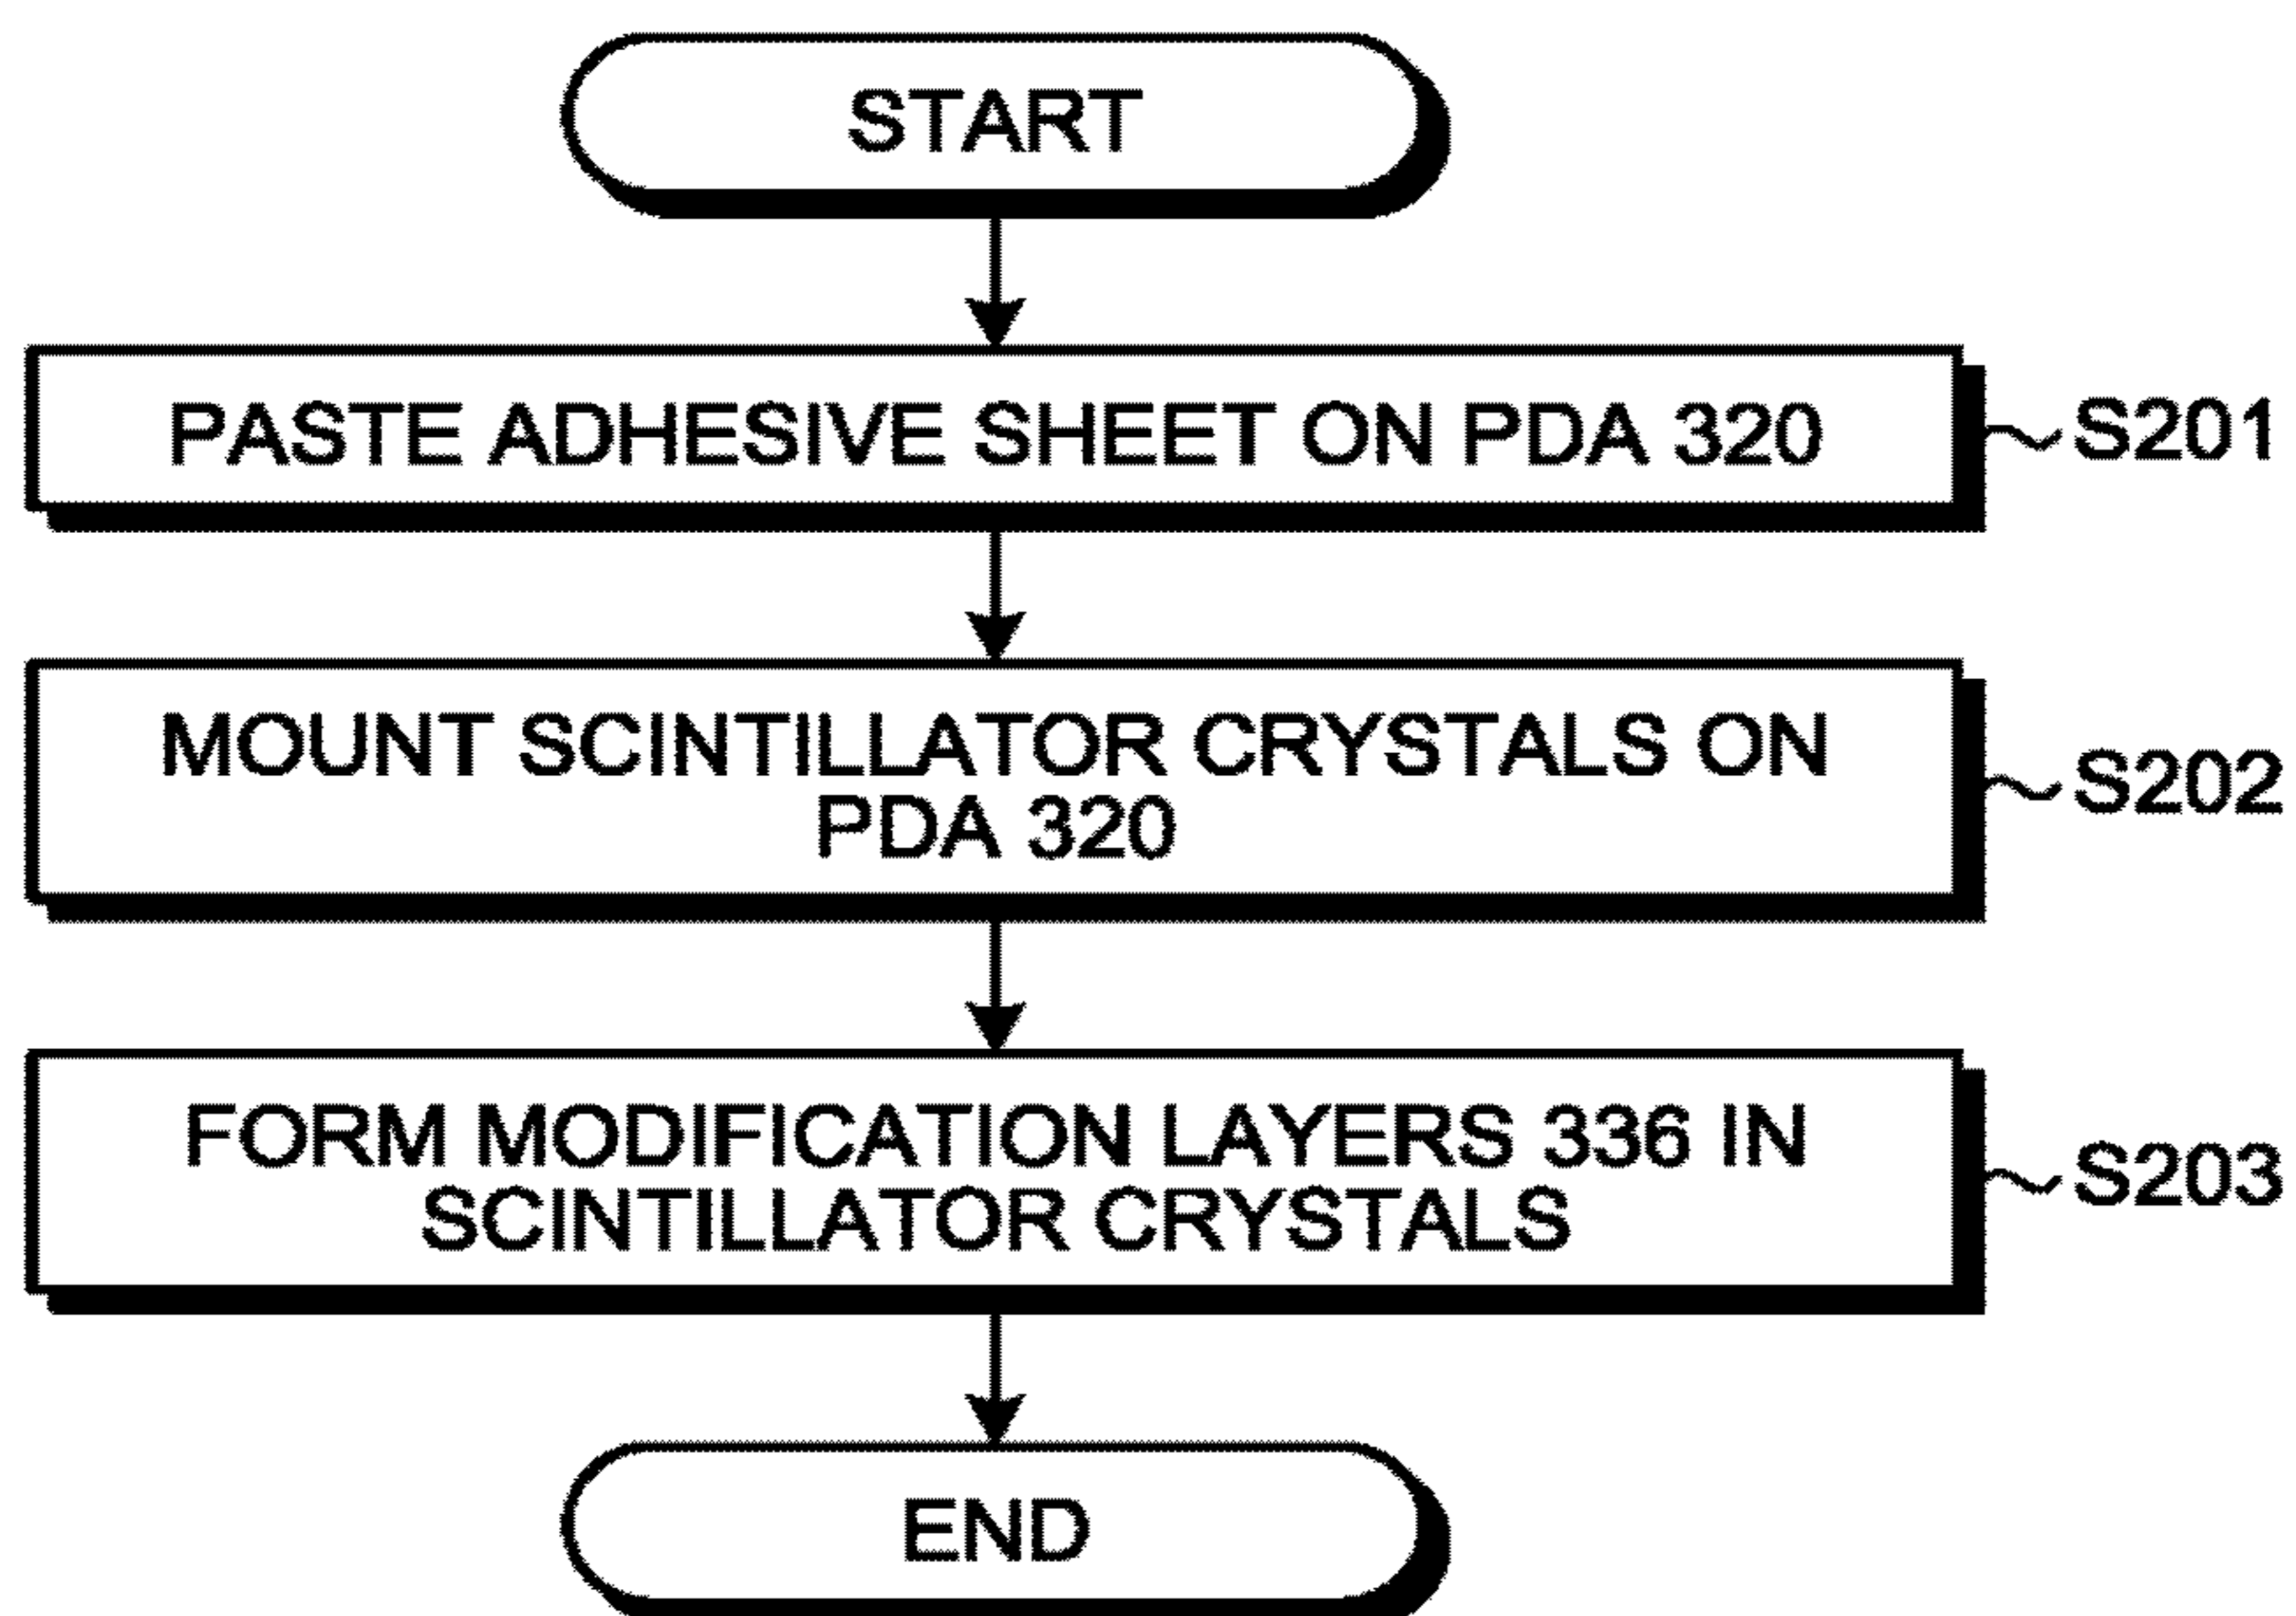 START
PASTE ADHESIVE SHEET ON PDA 320
S201
MOUNT SCINTILLATOR CRYSTALS ON
PDA 320
S202
FORM MODIFICATION LAYERS 336 IN
SCINTILLATOR CRYSTALS
S203
END